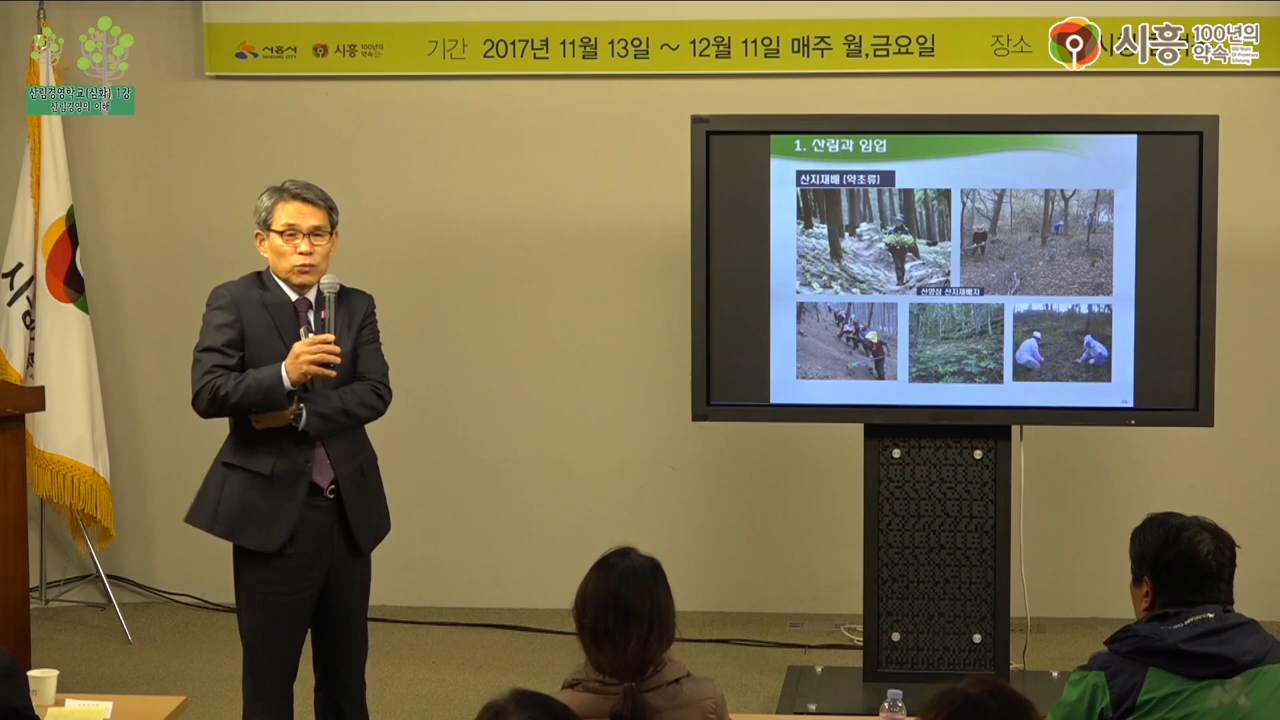 시흥시
SIHEUNG CITY
시흥 100년의 약속
기간 2017년 11월 13일 ~ 12월 11일 매주 월,금요일
장소
시흥
100년의
약속
산림경영학교(심화) 1강
산림경영의 이해
1. 산림과 임업
산지재배 (약초류)
산양삼 산지재배지